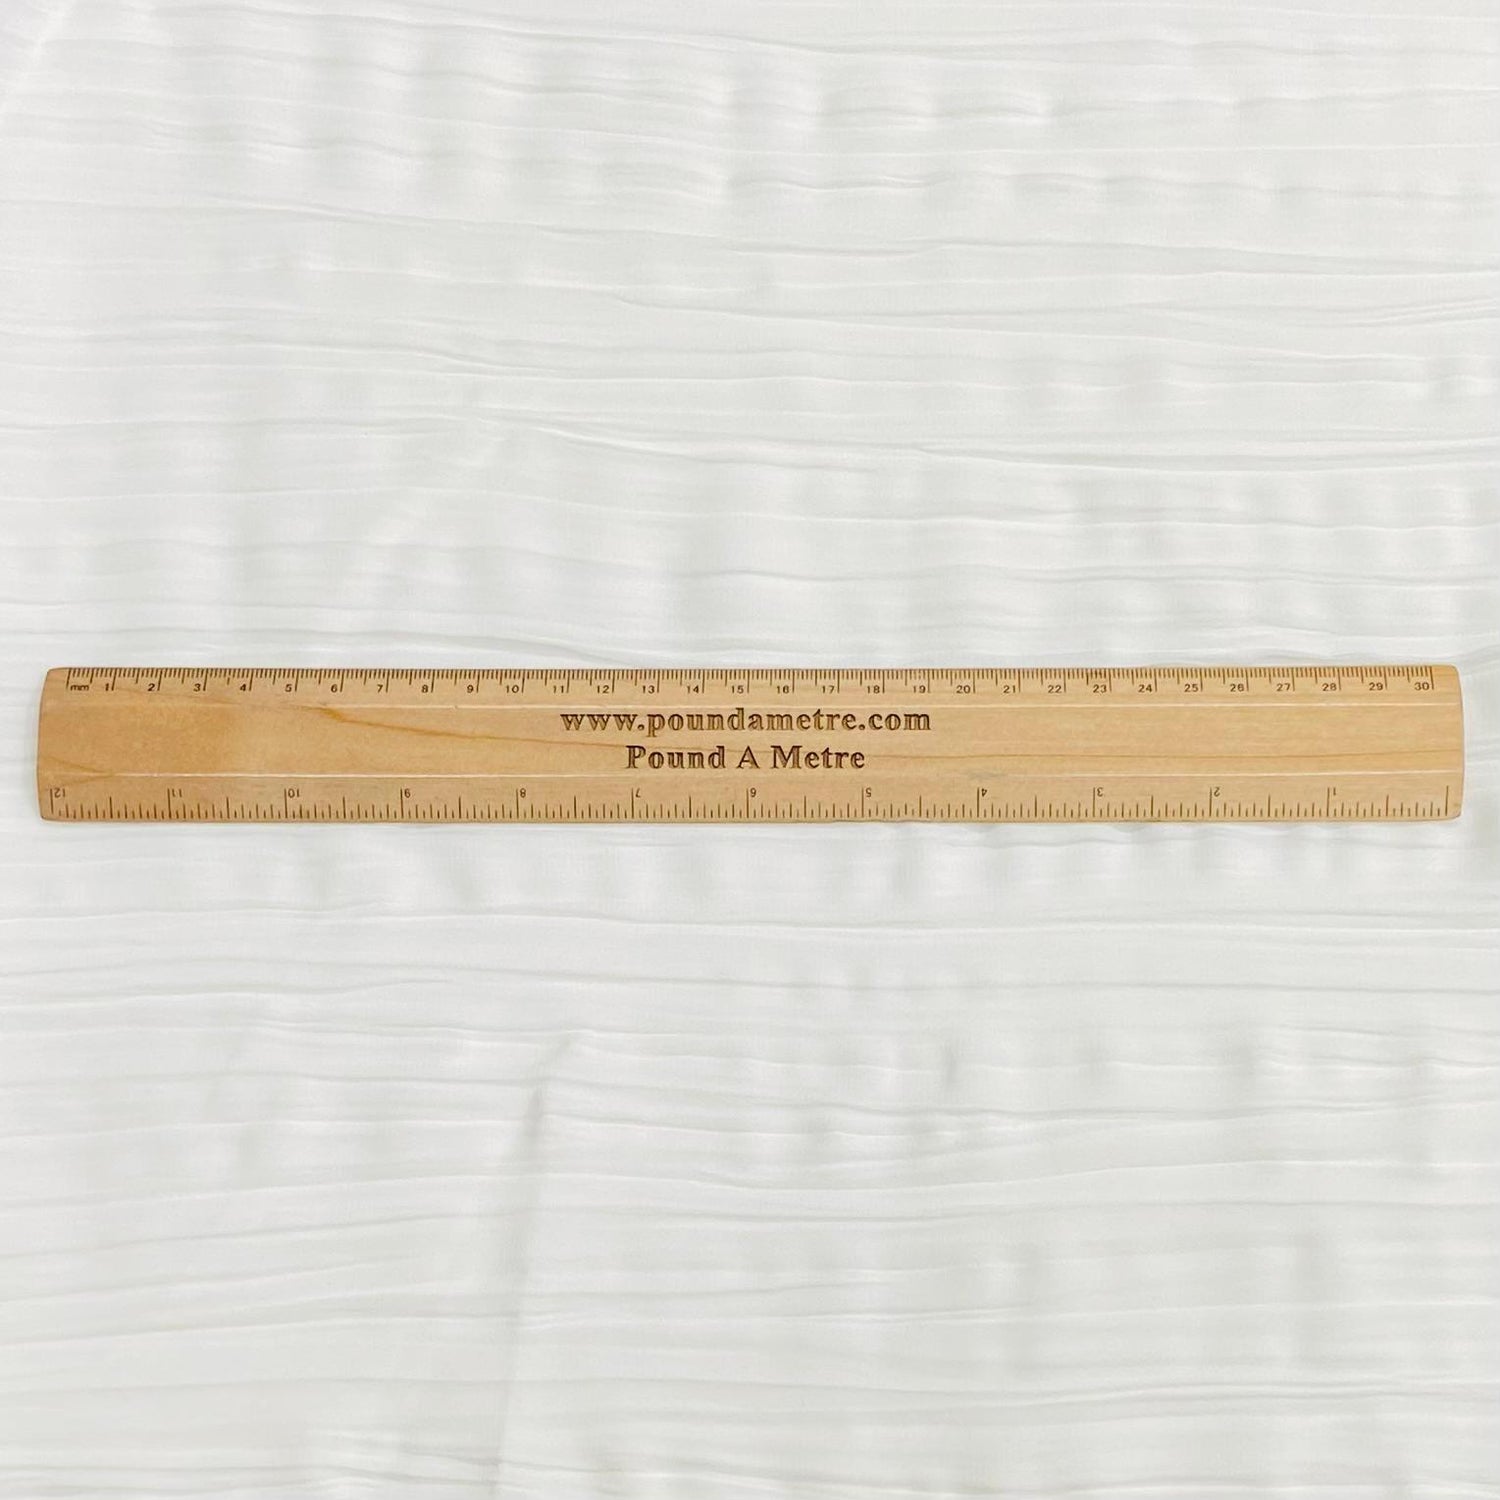 mm 1 2 3 4 5 6 7 8 9 10 11 12 13 14 15 16 17 18 19 20 21 22 23 24 25 26 27 28 29 30
www.poundametre.com
Pound A Metre
12 11 10 9 8 7 6 5 4 3 2 1